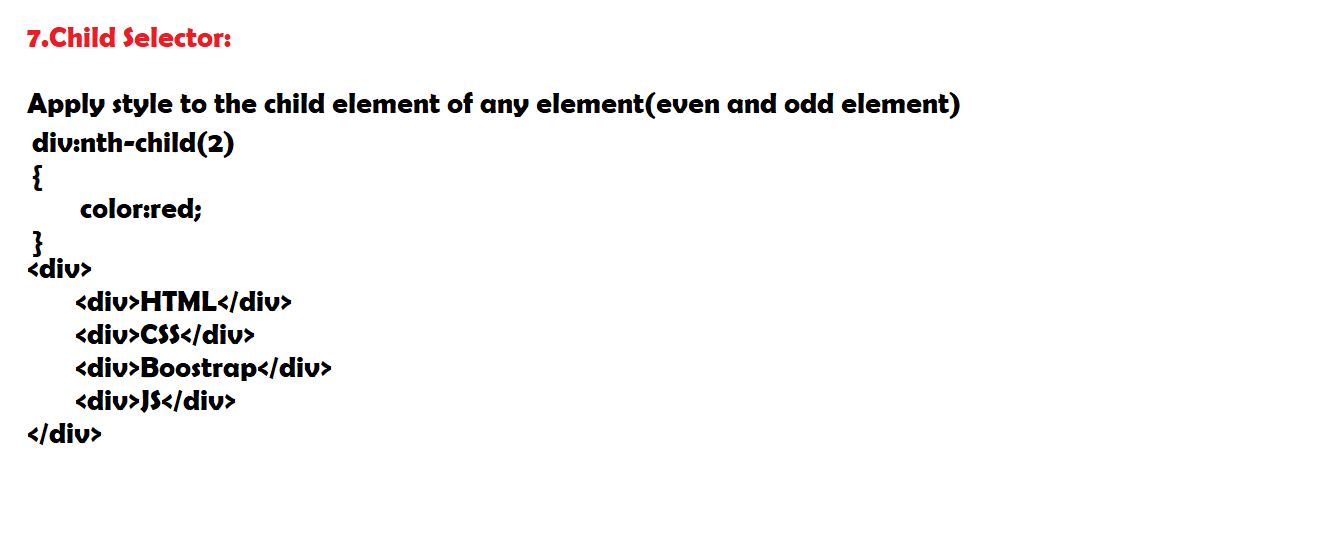 7.Child Selector:
Apply style to the child element of any element(even and odd element)
div:nth-child(2)
{
color:red;
}
<div>
<div>HTML</div>
<div>CSS</div>
<div>Boostrap</div>
<div>JS</div>
</div>